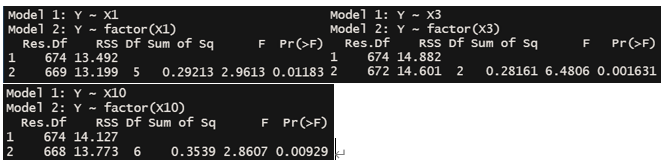 Model 1: Y ~ X1
Model 2: Y ~ factor(X1)
  Res.Df    RSS Df Sum of Sq      F  Pr(>F)
1    674 13.492
2    669 13.199  5   0.29213 2.9613 0.01183
Model 1: Y ~ X3
Model 2: Y ~ factor(X3)
  Res.Df    RSS Df Sum of Sq      F   Pr(>F)
1    674 14.882
2    672 14.601  2   0.28161 6.4806 0.001631
Model 1: Y ~ X10
Model 2: Y ~ factor(X10)
  Res.Df    RSS Df Sum of Sq      F  Pr(>F)
1    674 14.127
2    668 13.773  6    0.3539 2.8607 0.00929